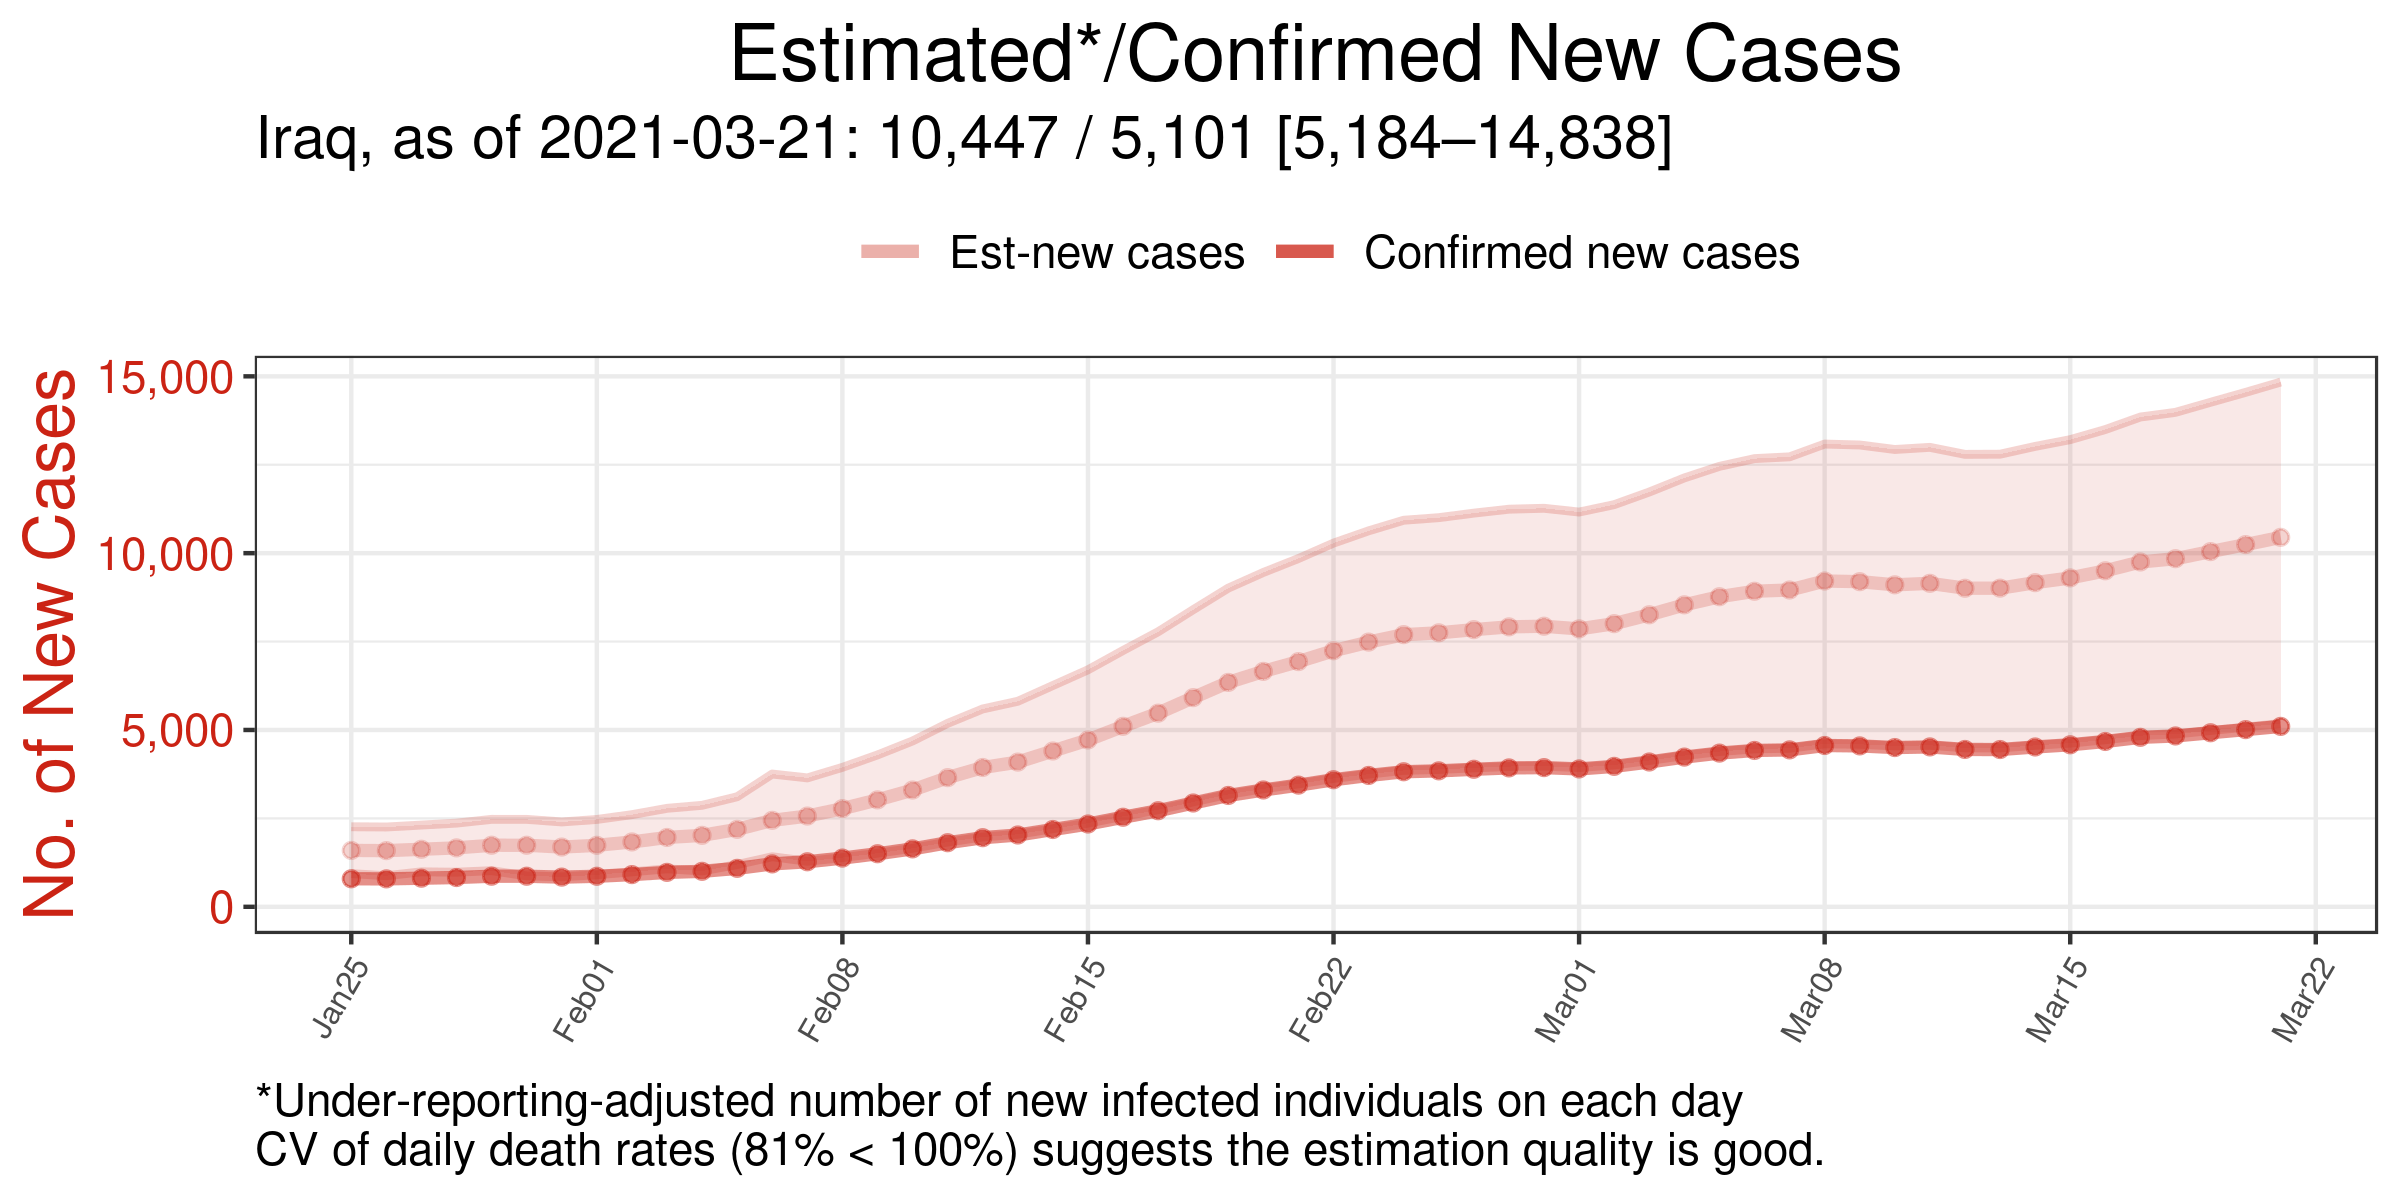 Estimated*/Confirmed New Cases
Iraq, as of 2021-03-21: 10,447 / 5,101 [5,184–14,838]
Est-new cases Confirmed new cases
No. of New Cases
15,000
10,000
5,000
0
Jan25 Feb01 Feb08 Feb15 Feb22 Mar01 Mar08 Mar15 Mar22
*Under-reporting-adjusted number of new infected individuals on each day
CV of daily death rates (81% < 100%) suggests the estimation quality is good.